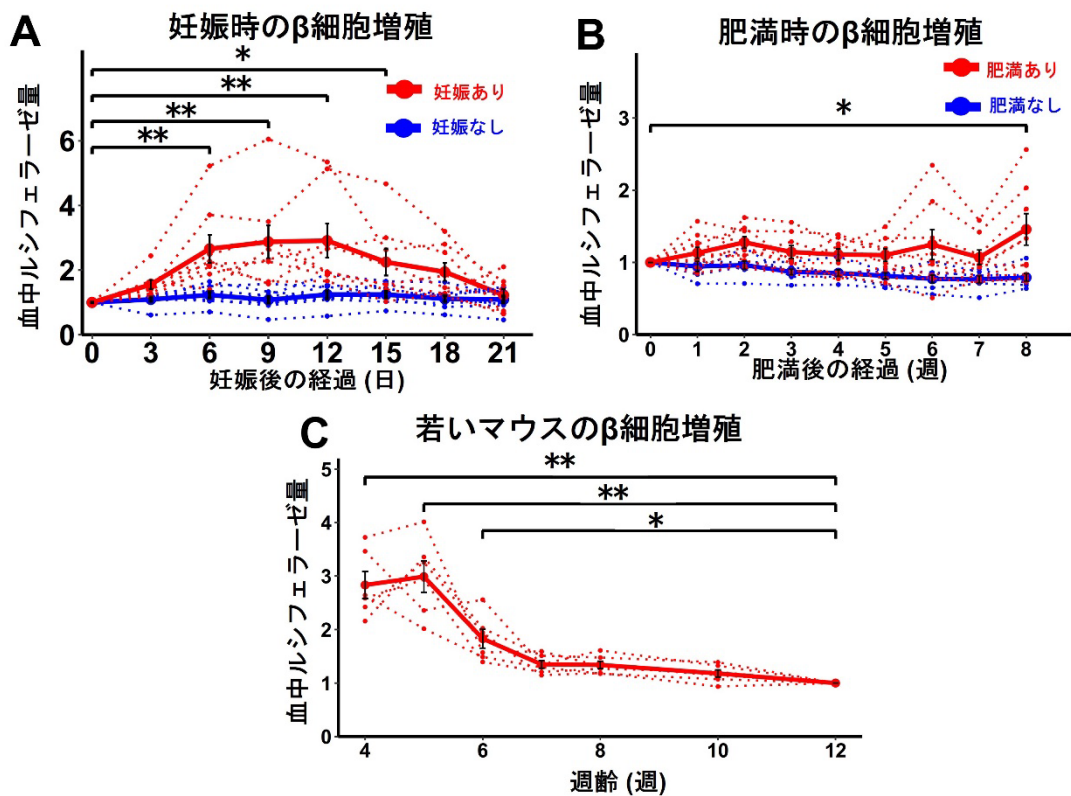 A
妊娠時のβ細胞増殖
血中ルシフェラーゼ量
妊娠あり
妊娠なし
*
**
**
**
6
4
2
0
0 3 6 9 12 15 18 21
妊娠後の経過 (日)
B
肥満時のβ細胞増殖
血中ルシフェラーゼ量
肥満あり
肥満なし
*
3
2
1
0
0 1 2 3 4 5 6 7 8
肥満後の経過 (週)
C
若いマウスのβ細胞増殖
血中ルシフェラーゼ量
**
**
*
5
4
3
2
1
0
4 6 8 10 12
週齢 (週)